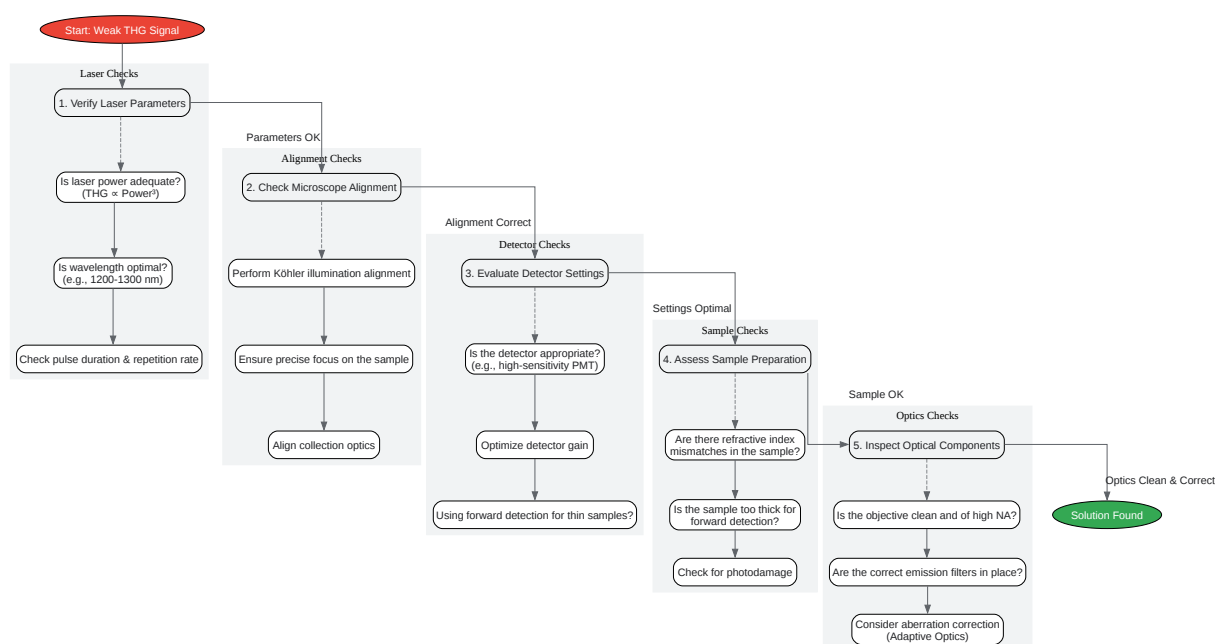 Start: Weak THG Signal
Laser Checks
1. Verify Laser Parameters
Is laser power adequate?
(THG ∝ Power³)
Is wavelength optimal?
(e.g., 1200-1300 nm)
Check pulse duration & repetition rate
Parameters OK
Alignment Checks
2. Check Microscope Alignment
Perform Köhler illumination alignment
Ensure precise focus on the sample
Align collection optics
Alignment Correct
Detector Checks
3. Evaluate Detector Settings
Is the detector appropriate?
(e.g., high-sensitivity PMT)
Optimize detector gain
Using forward detection for thin samples?
Settings Optimal
Sample Checks
4. Assess Sample Preparation
Are there refractive index
mismatches in the sample?
Is the sample too thick for
forward detection?
Check for photodamage
Sample OK
Optics Checks
5. Inspect Optical Components
Is the objective clean and of high NA?
Are the correct emission filters in place?
Consider aberration correction
(Adaptive Optics)
Optics Clean & Correct
Solution Found